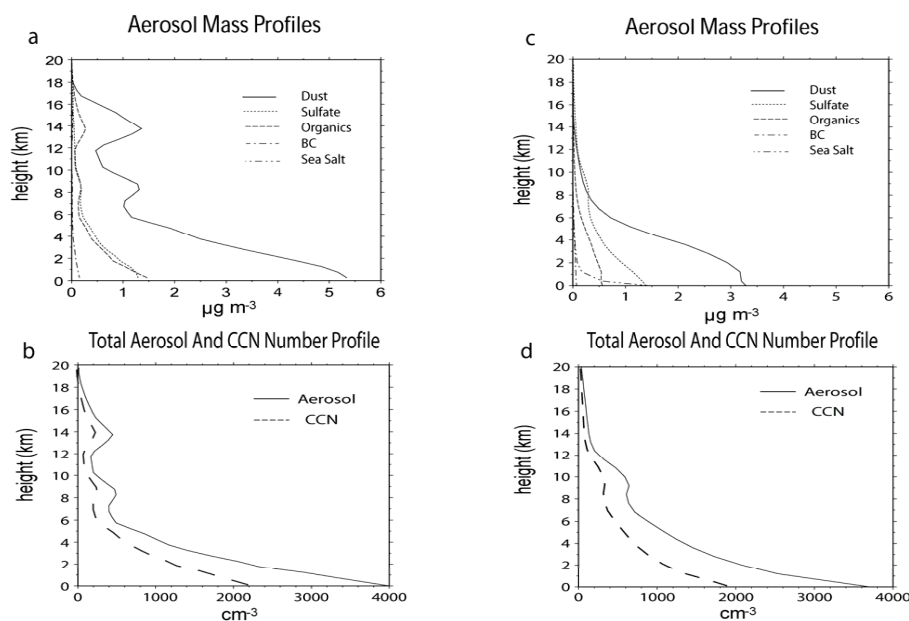 a
Aerosol Mass Profiles
20
18
16
14
12
10
8
6
4
2
0
height (km)
Dust
Sulfate
Organics
BC
Sea Salt
0 1 2 3 4 5 6
µg m-3
c
Aerosol Mass Profiles
20
18
16
14
12
10
8
6
4
2
0
height (km)
Dust
Sulfate
Organics
BC
Sea Salt
0 1 2 3 4 5 6
µg m-3
b
Total Aerosol And CCN Number Profile
20
18
16
14
12
10
8
6
4
2
0
height (km)
Aerosol
CCN
0 1000 2000 3000 4000
cm-3
d
Total Aerosol And CCN Number Profile
20
18
16
14
12
10
8
6
4
2
0
height (km)
Aerosol
CCN
0 1000 2000 3000 4000
cm-3